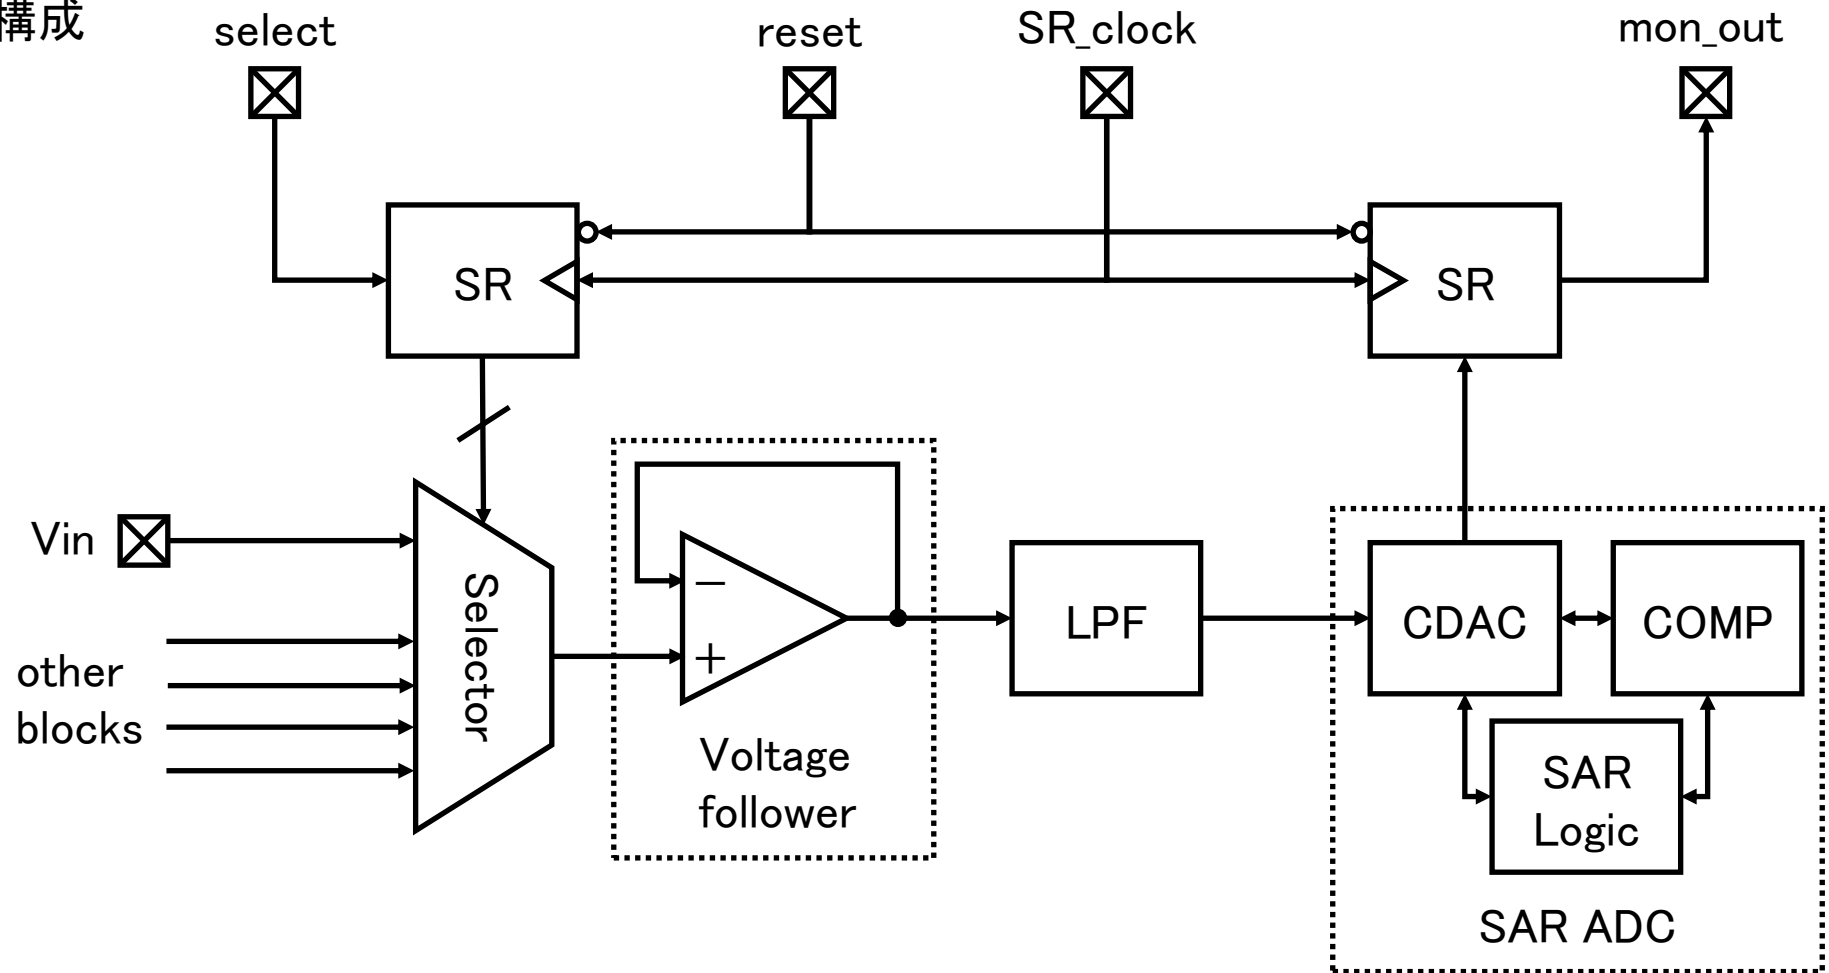 構成
select
reset
SR_clock
mon_out
SR
SR
Vin
Selector
−
+
LPF
CDAC
COMP
other
blocks
Voltage
follower
SAR
Logic
SAR ADC